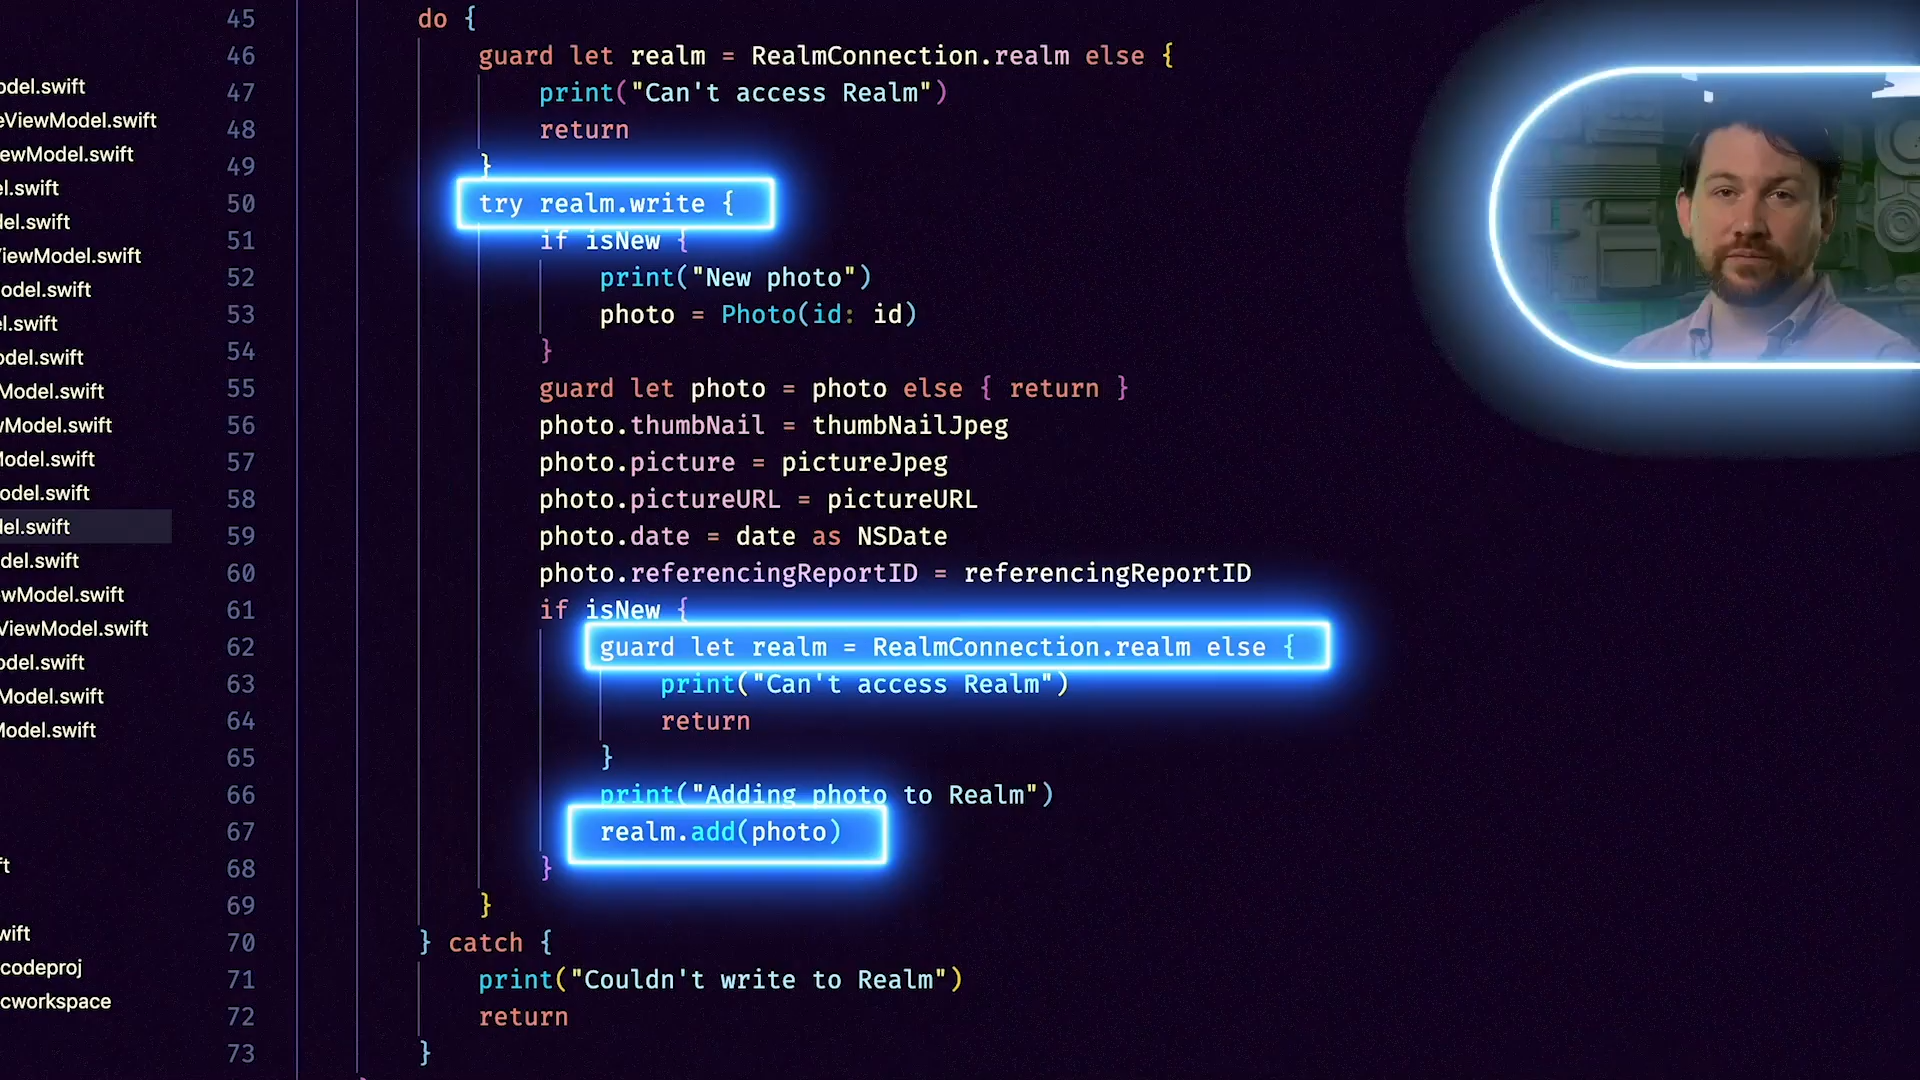 45 do {
46 guard let realm = RealmConnection.realm else {
47 print("Can't access Realm")
48 return
49 }
50 try realm.write {
51 if isNew {
52 print("New photo")
53 photo = Photo(id: id)
54 }
55 guard let photo = photo else { return }
56 photo.thumbNail = thumbNailJpeg
57 photo.picture = pictureJpeg
58 photo.pictureURL = pictureURL
59 photo.date = date as NSDate
60 photo.referencingReportID = referencingReportID
61 if isNew {
62 guard let realm = RealmConnection.realm else {
63 print("Can't access Realm")
64 return
65 }
66 print("Adding photo to Realm")
67 realm.add(photo)
68 }
69 }
70 } catch {
71 print("Couldn't write to Realm")
72 return
73 }
odel.swift
eViewModel.swift
ewModel.swift
el.swift
del.swift
ViewModel.swift
odel.swift
el.swift
odel.swift
Model.swift
wModel.swift
Model.swift
odel.swift
del.swift
del.swift
wModel.swift
ViewModel.swift
odel.swift
Model.swift
Model.swift
ft
wift
codeproj
cworkspace